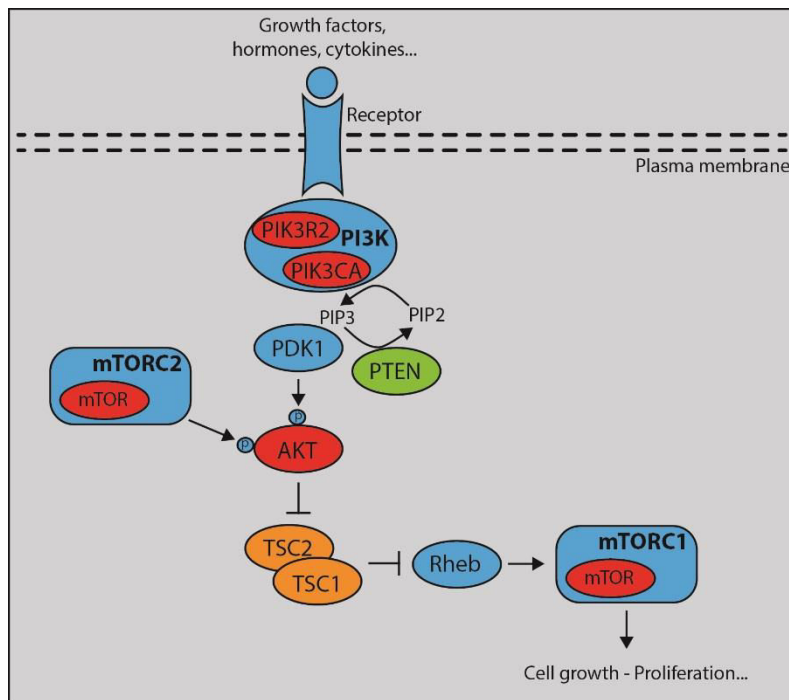 Growth factors,
hormones, cytokines...
Receptor
Plasma membrane
PIK3R2
PI3K
PIK3CA
PIP3
PIP2
PDK1
PTEN
mTORC2
mTOR
P
P
AKT
TSC2
TSC1
Rheb
mTORC1
mTOR
Cell growth - Proliferation...